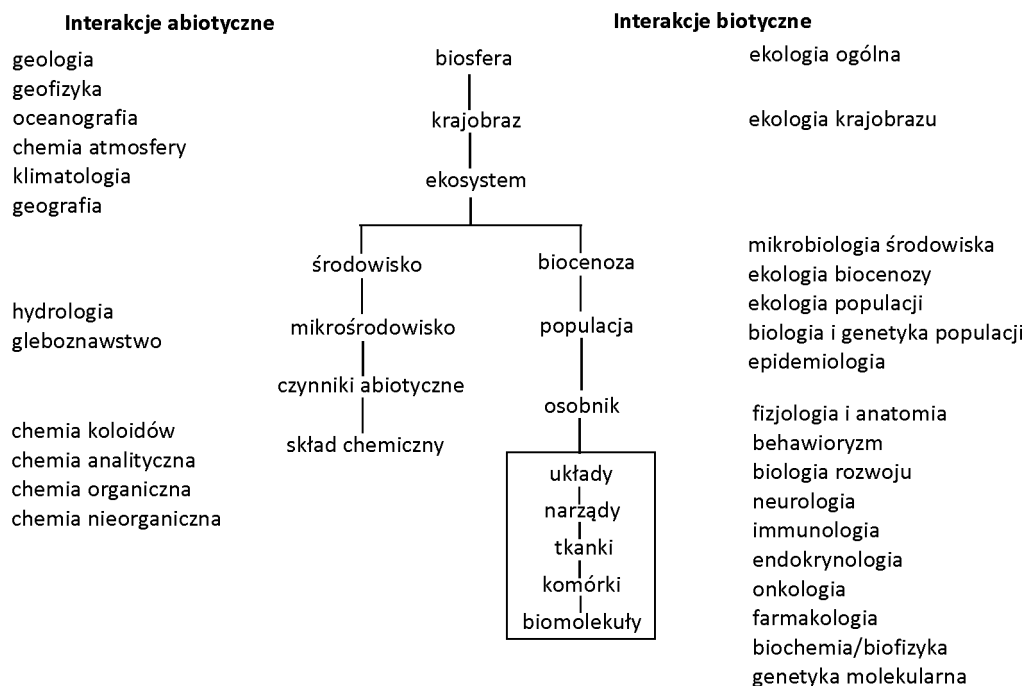 Interakcje abiotyczne
geologia
geofizyka
oceanografia
chemia atmosfery
klimatologia
geografia
hydrologia
gleboznawstwo
chemia koloidów
chemia analityczna
chemia organiczna
chemia nieorganiczna
biosfera
krajobraz
ekosystem
środowisko
mikrośrodowisko
czynniki abiotyczne
skład chemiczny
biocenoza
populacja
osobnik
układy
narządy
tkanki
komórki
biomolekuły
Interakcje biotyczne
ekologia ogólna
ekologia krajobrazu
mikrobiologia środowiska
ekologia biocenozy
ekologia populacji
biologia i genetyka populacji
epidemiologia
fizjologia i anatomia
behawioryzm
biologia rozwoju
neurologia
immunologia
endokrynologia
onkologia
farmakologia
biochemia/biofizyka
genetyka molekularna